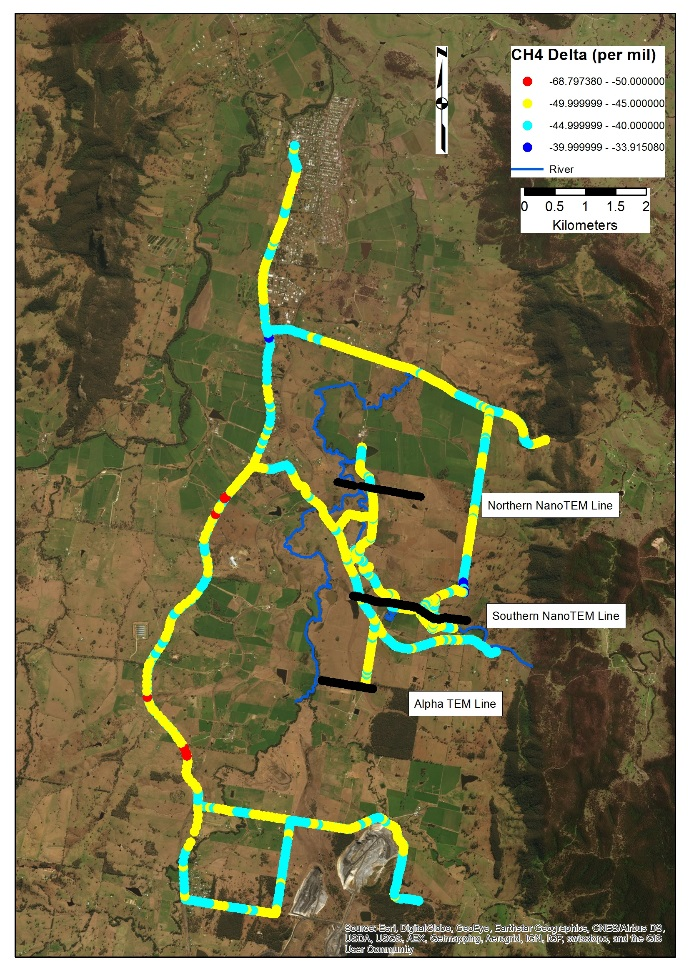 CH4 Delta (per mil)
-68.797380 - -50.000000
-49.999999 - -45.000000
-44.999999 - -40.000000
-39.999999 - -33.915080
River
0 0.5 1 1.5 2
Kilometers
N
Northern NanoTEM Line
Southern NanoTEM Line
Alpha TEM Line
Source: Esri, DigitalGlobe, GeoEye, Earthstar Geographics, CNES/Airbus DS,
USDA, USGS, AEX, Getmapping, Aerogrid, IGN, IGP, swisstopo, and the GIS
User Community